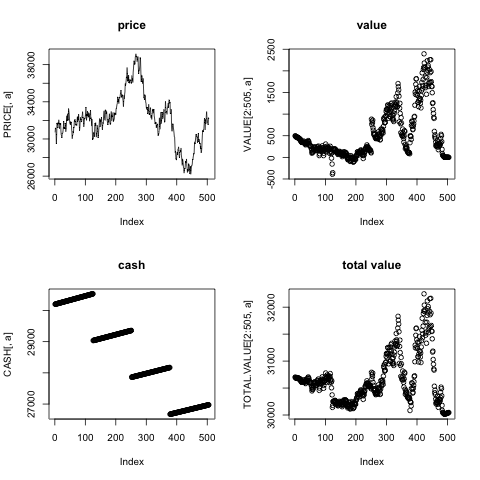 price
PRICE[, a]
26000 30000 34000 38000
0 100 200 300 400 500
Index
value
VALUE[2:505, a]
-500 0 500 1500 2500
0 100 200 300 400 500
Index
cash
CASH[, a]
27000 29000
0 100 200 300 400 500
Index
total value
TOTAL.VALUE[2:505, a]
30000 31000 32000
0 100 200 300 400 500
Index